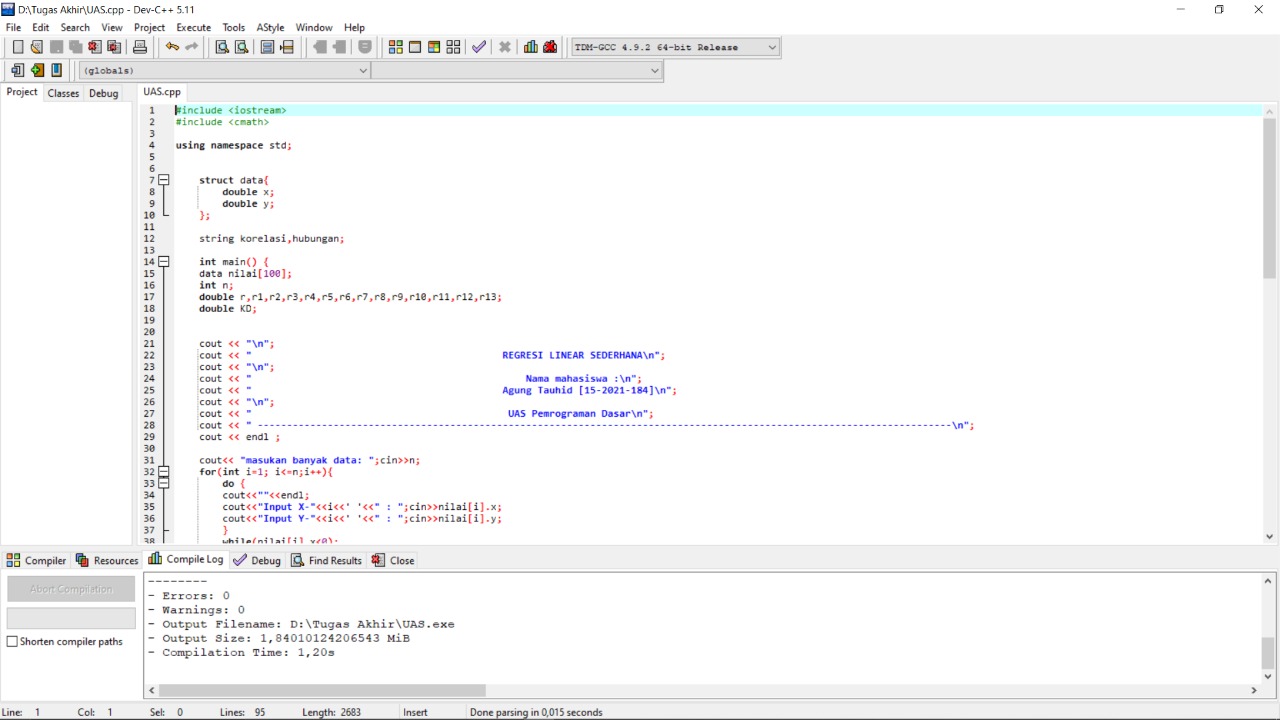 D:\Tugas Akhir\UAS.cpp - Dev-C++ 5.11
File Edit Search View Project Execute Tools AStyle Window Help
TDM-GCC 4.9.2 64-bit Release
(globals)
Project Classes Debug UAS.cpp
1 #include <iostream>
2 #include <cmath>
3
4 using namespace std;
5
6
7 struct data{
8 double x;
9 double y;
10 };
11
12 string korelasi,hubungan;
13
14 int main() {
15 data nilai[100];
16 int n;
17 double r,r1,r2,r3,r4,r5,r6,r7,r8,r9,r10,r11,r12,r13;
18 double KD;
19
20
21 cout << "\n";
22 cout << " REGRESI LINEAR SEDERHANA\n";
23 cout << "\n";
24 cout << " Nama mahasiswa :\n";
25 cout << " Agung Tauhid [15-2021-184]\n";
26 cout << "\n";
27 cout << " UAS Pemrograman Dasar\n";
28 cout << " -----------------------------------------------------------------------------------------------------------------------\n";
29 cout << endl ;
30
31 cout<< "masukan banyak data: ";cin>>n;
32 for(int i=1; i<=n;i++){
33 do {
34 cout<<""<<endl;
35 cout<<"Input X-"<<i<<' '<<" : ";cin>>nilai[i].x;
36 cout<<"Input Y-"<<i<<' '<<" : ";cin>>nilai[i].y;
37 }
38 while(nilai[i].x<0);
Compiler Resources Compile Log Debug Find Results Close
Abort Compilation
Shorten compiler paths
--------
- Errors: 0
- Warnings: 0
- Output Filename: D:\Tugas Akhir\UAS.exe
- Output Size: 1,84010124206543 MiB
- Compilation Time: 1,20s
Line: 1 Col: 1 Sel: 0 Lines: 95 Length: 2683 Insert Done parsing in 0,015 seconds